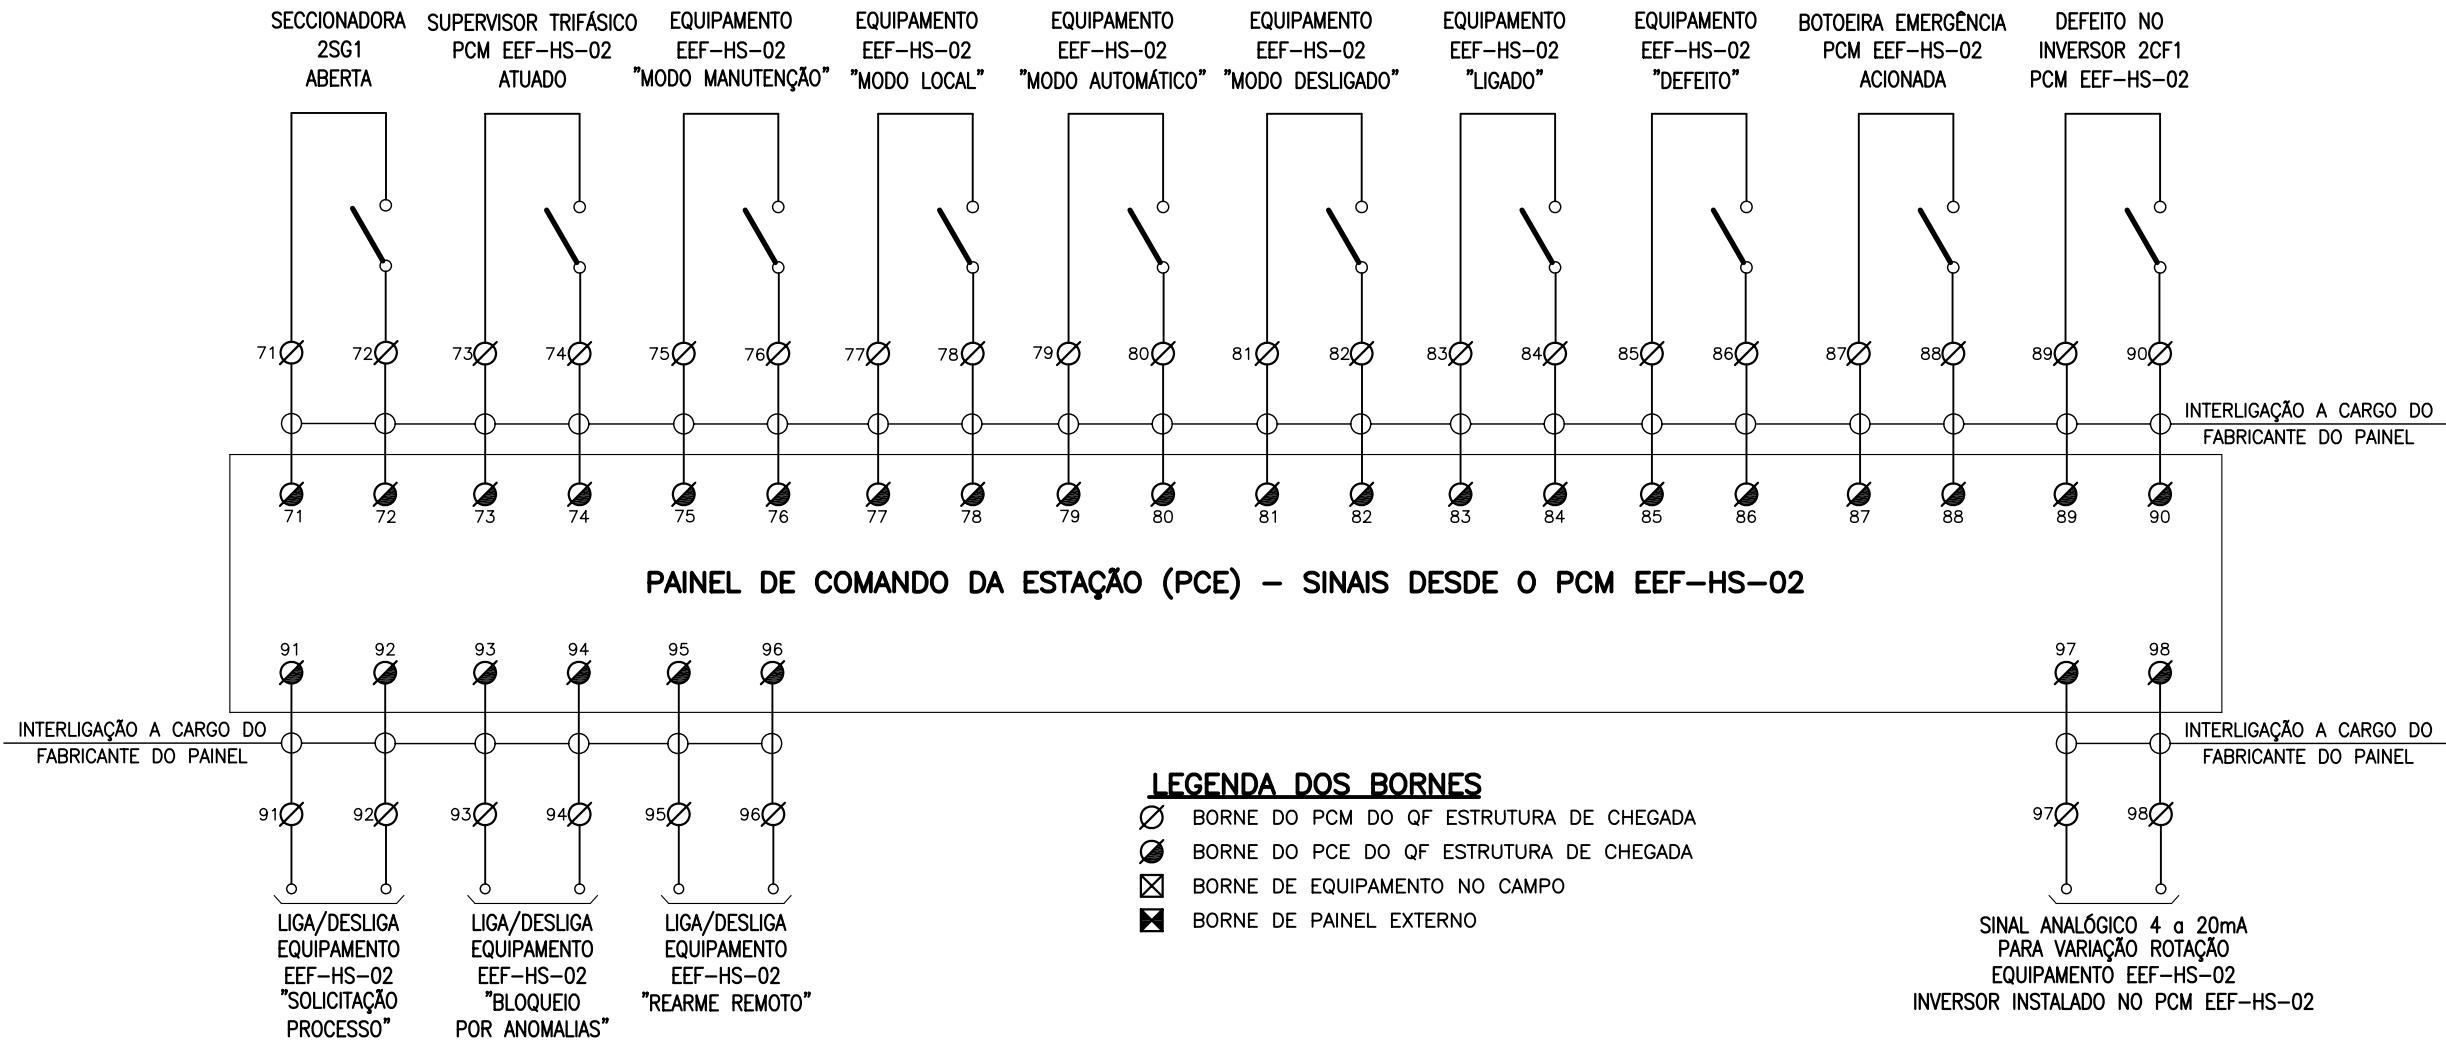 SECCIONADORA
2SG1
ABERTA
SUPERVISOR TRIFÁSICO
PCM EEF-HS-02
ATUADO
EQUIPAMENTO
EEF-HS-02
"MODO MANUTENÇÃO"
EQUIPAMENTO
EEF-HS-02
"MODO LOCAL"
EQUIPAMENTO
EEF-HS-02
"MODO AUTOMÁTICO"
EQUIPAMENTO
EEF-HS-02
"MODO DESLIGADO"
EQUIPAMENTO
EEF-HS-02
"LIGADO"
EQUIPAMENTO
EEF-HS-02
"DEFEITO"
BOTOEIRA EMERGÊNCIA
PCM EEF-HS-02
ACIONADA
DEFEITO NO
INVERSOR 2CF1
PCM EEF-HS-02
71 72 73 74 75 76 77 78 79 80 81 82 83 84 85 86 87 88 89 90
INTERLIGAÇÃO A CARGO DO
FABRICANTE DO PAINEL
71 72 73 74 75 76 77 78 79 80 81 82 83 84 85 86 87 88 89 90
PAINEL DE COMANDO DA ESTAÇÃO (PCE) - SINAIS DESDE O PCM EEF-HS-02
91 92 93 94 95 96 97 98
INTERLIGAÇÃO A CARGO DO
FABRICANTE DO PAINEL
INTERLIGAÇÃO A CARGO DO
FABRICANTE DO PAINEL
91 92 93 94 95 96 97 98
LIGA/DESLIGA
EQUIPAMENTO
EEF-HS-02
"SOLICITAÇÃO
PROCESSO"
LIGA/DESLIGA
EQUIPAMENTO
EEF-HS-02
"BLOQUEIO
POR ANOMALIAS"
LIGA/DESLIGA
EQUIPAMENTO
EEF-HS-02
"REARME REMOTO"
LEGENDA DOS BORNES
BORNE DO PCM DO QF ESTRUTURA DE CHEGADA
BORNE DO PCE DO QF ESTRUTURA DE CHEGADA
BORNE DE EQUIPAMENTO NO CAMPO
BORNE DE PAINEL EXTERNO
SINAL ANALÓGICO 4 a 20mA
PARA VARIAÇÃO ROTAÇÃO
EQUIPAMENTO EEF-HS-02
INVERSOR INSTALADO NO PCM EEF-HS-02